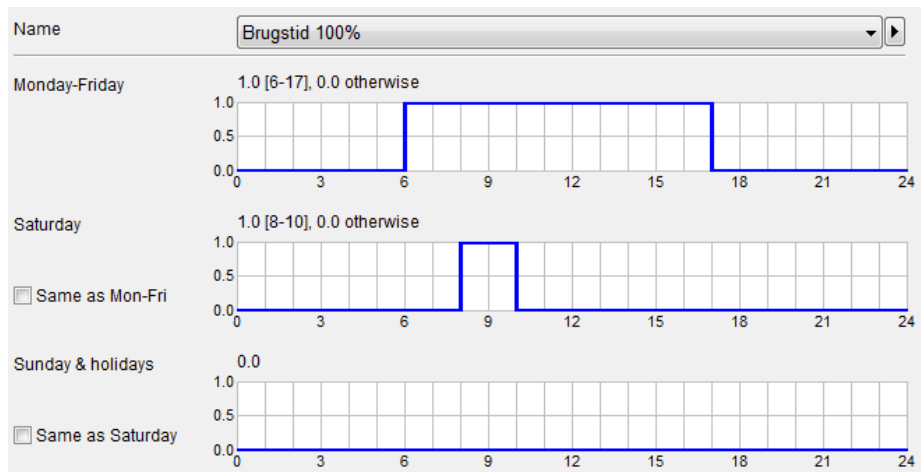 Name Brugstid 100%
Monday-Friday 1.0 [6-17], 0.0 otherwise
1.0
0.5
0.0
0 3 6 9 12 15 18 21 24
Saturday 1.0 [8-10], 0.0 otherwise
1.0
0.5
Same as Mon-Fri
0.0
0 3 6 9 12 15 18 21 24
Sunday & holidays 0.0
1.0
0.5
Same as Saturday
0.0
0 3 6 9 12 15 18 21 24